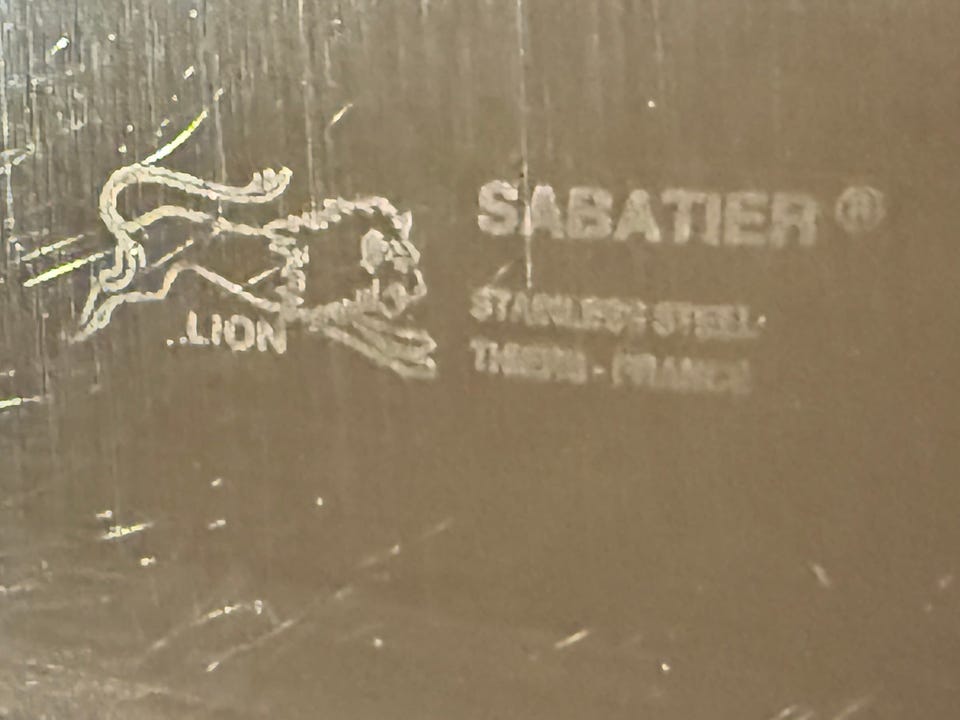 SABATIER ®
..LION
STAINLESS STEEL
THIERS - FRANCE